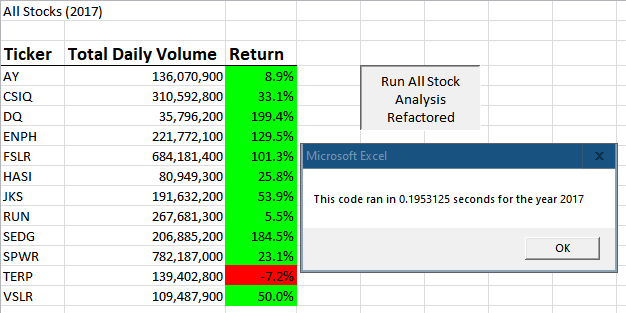 All Stocks (2017)
Ticker Total Daily Volume Return
AY 136,070,900 8.9%
CSIQ 310,592,800 33.1%
DQ 35,796,200 199.4%
ENPH 221,772,100 129.5%
FSLR 684,181,400 101.3%
HASI 80,949,300 25.8%
JKS 191,632,200 53.9%
RUN 267,681,300 5.5%
SEDG 206,885,200 184.5%
SPWR 782,187,000 23.1%
TERP 139,402,800 -7.2%
VSLR 109,487,900 50.0%
Run All Stock
Analysis
Refactored
Microsoft Excel
X
This code ran in 0.1953125 seconds for the year 2017
OK